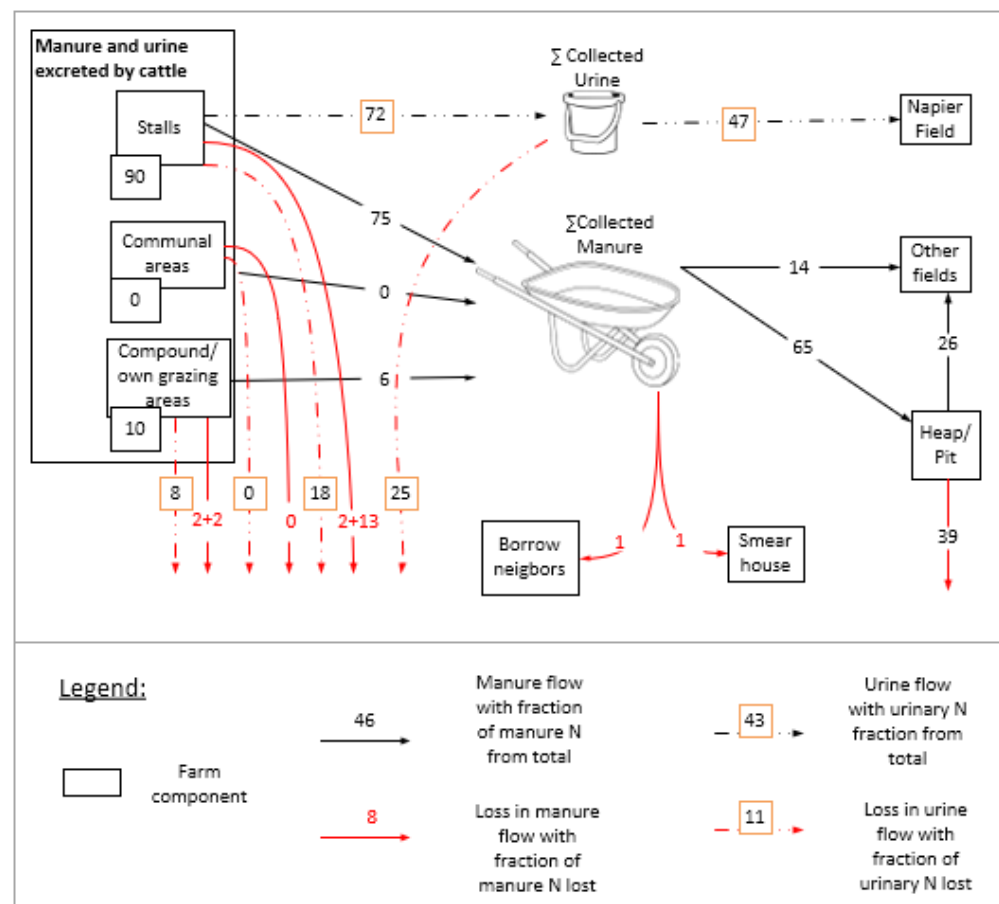 Manure and urine
excreted by cattle
Stalls
90
Communal
areas
0
Compound/
own grazing
areas
10
72
∑ Collected
Urine
47
Napier
Field
75
0
6
∑Collected
Manure
14
Other
fields
65
26
Heap/
Pit
39
8
2+2
0
0
18
2+13
25
1
1
Borrow
neigbors
Smear
house
Legend:
Farm
component
46
Manure flow
with fraction
of manure N
from total
43
Urine flow
with urinary N
fraction from
total
8
Loss in manure
flow with
fraction of
manure N lost
11
Loss in urine
flow with
fraction of
urinary N lost